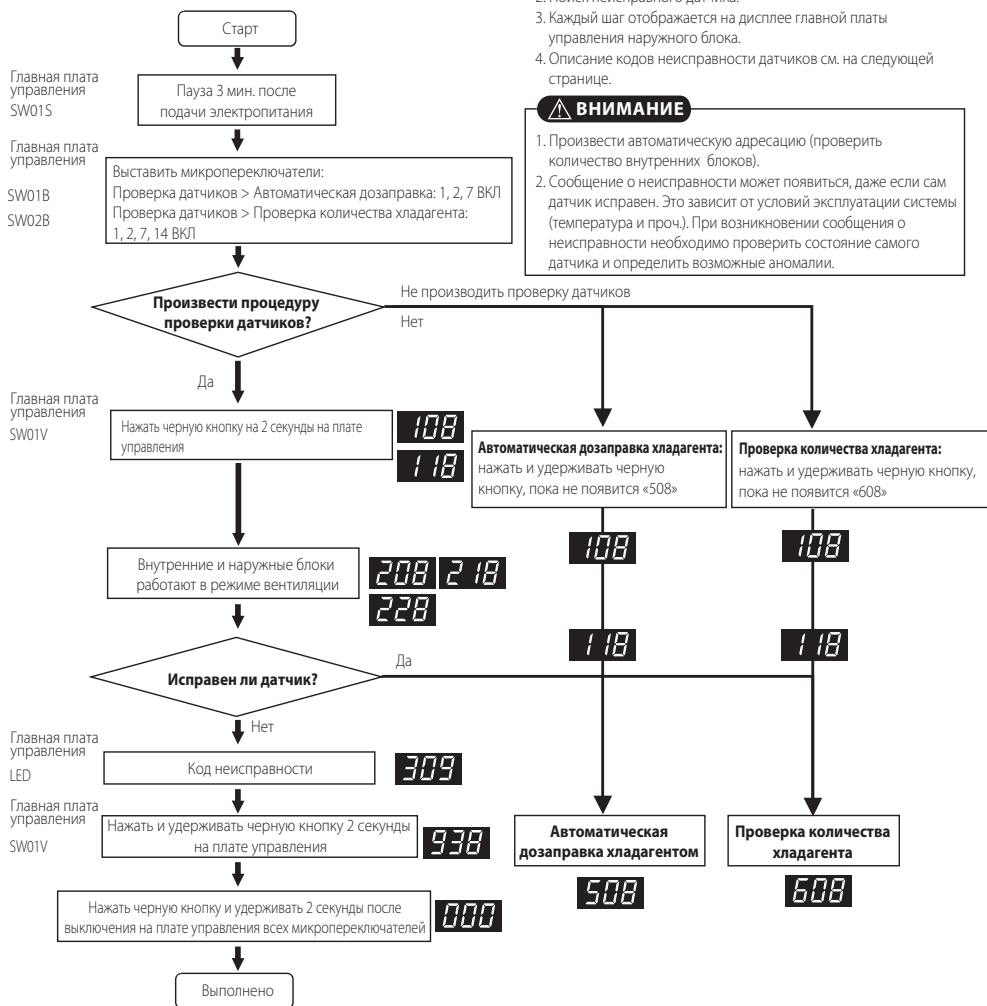 3. Каждый шаг отображается на дисплее главной платы
управления наружного блока.
4. Описание кодов неисправности датчиков см. на следующей
странице.
ВНИМАНИЕ
1. Произвести автоматическую адресацию (проверить
количество внутренних блоков).
2. Сообщение о неисправности может появиться, даже если сам
датчик исправен. Это зависит от условий эксплуатации системы
(температура и проч.). При возникновении сообщения о
неисправности необходимо проверить состояние самого
датчика и определить возможные аномалии.
Старт
Главная плата
управления
SW01S
Пауза 3 мин. после
подачи электропитания
Главная плата
управления
SW01B
SW02B
Выставить микропереключатели:
Проверка датчиков > Автоматическая дозаправка: 1, 2, 7 ВКЛ
Проверка датчиков > Проверка количества хладагента:
1, 2, 7, 14 ВКЛ
Произвести процедуру
проверки датчиков?
Не производить проверку датчиков
Нет
Да
Главная плата
управления
SW01V
Нажать черную кнопку на 2 секунды на плате
управления
108
118
Автоматическая дозаправка хладагента:
нажать и удерживать черную
кнопку, пока не появится «508»
Проверка количества хладагента:
нажать и удерживать черную кнопку,
пока не появится «608»
108
108
Внутренние и наружные блоки
работают в режиме вентиляции
208 218
228
118
118
Исправен ли датчик?
Да
Нет
Главная плата
управления
LED
Код неисправности
309
Главная плата
управления
SW01V
Нажать и удерживать черную кнопку 2 секунды
на плате управления
938
Автоматическая
дозаправка хладагентом
508
Проверка количества
хладагента
608
Нажать черную кнопку и удерживать 2 секунды после
выключения на плате управления всех микропереключателей
000
Выполнено